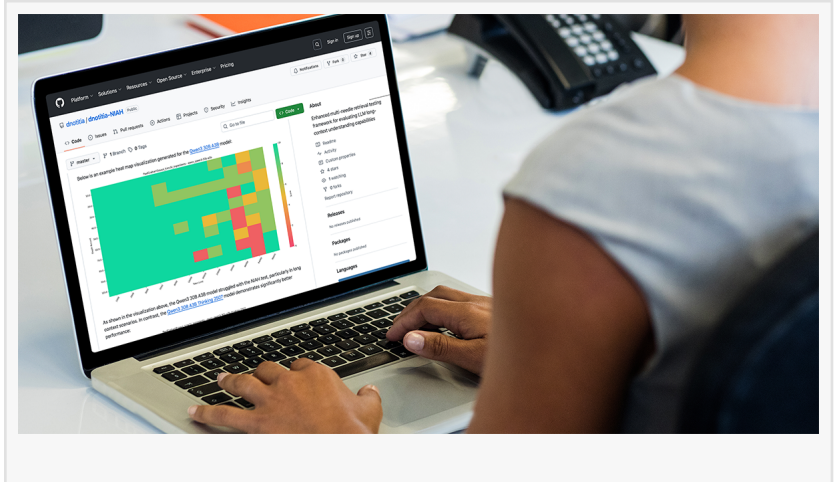 Platform Solutions Resources Open Source Enterprise Pricing
Sign in Sign up
dnotitia / dnotitia-NIAH Public
Notifications Fork Star
Code Issues Pull requests Actions Projects Security Insights
master 1 Branch 0 Tags
Go to file
Code
Below is an example heat map visualization generated for the Qwen3 30B A3B model.
As shown in the visualization above, the Qwen3 30B A3B model struggled with the NIAH test, particularly in long
context scenarios. In contrast, the Qwen3 30B A3B Thinking 2507 model demonstrates significantly better
performance:
About
Enhanced multi-needle retrieval testing
framework for evaluating LLM long-
context understanding capabilities
Readme
Activity
Custom properties
4 stars
1 watching
0 forks
Report repository
Releases
No releases published
Packages
No packages published
Languages